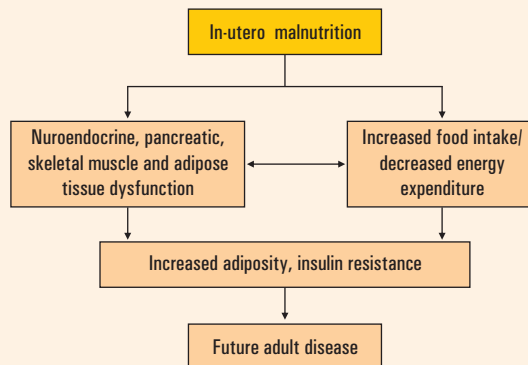 In-utero malnutrition
Nuroendocrine, pancreatic,
skeletal muscle and adipose
tissue dysfunction
Increased food intake/
decreased energy
expenditure
Increased adiposity, insulin resistance
Future adult disease